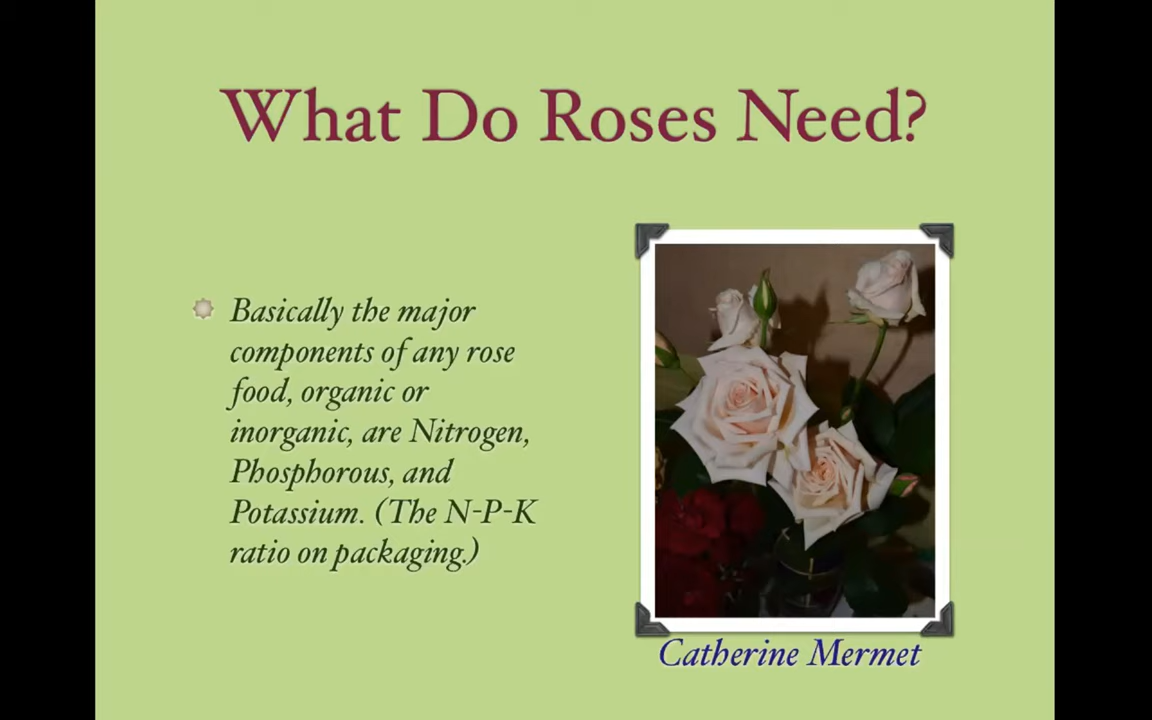 What Do Roses Need?
Basically the major
components of any rose
food, organic or
inorganic, are Nitrogen,
Phosphorous, and
Potassium. (The N-P-K
ratio on packaging.)
Catherine Mermet